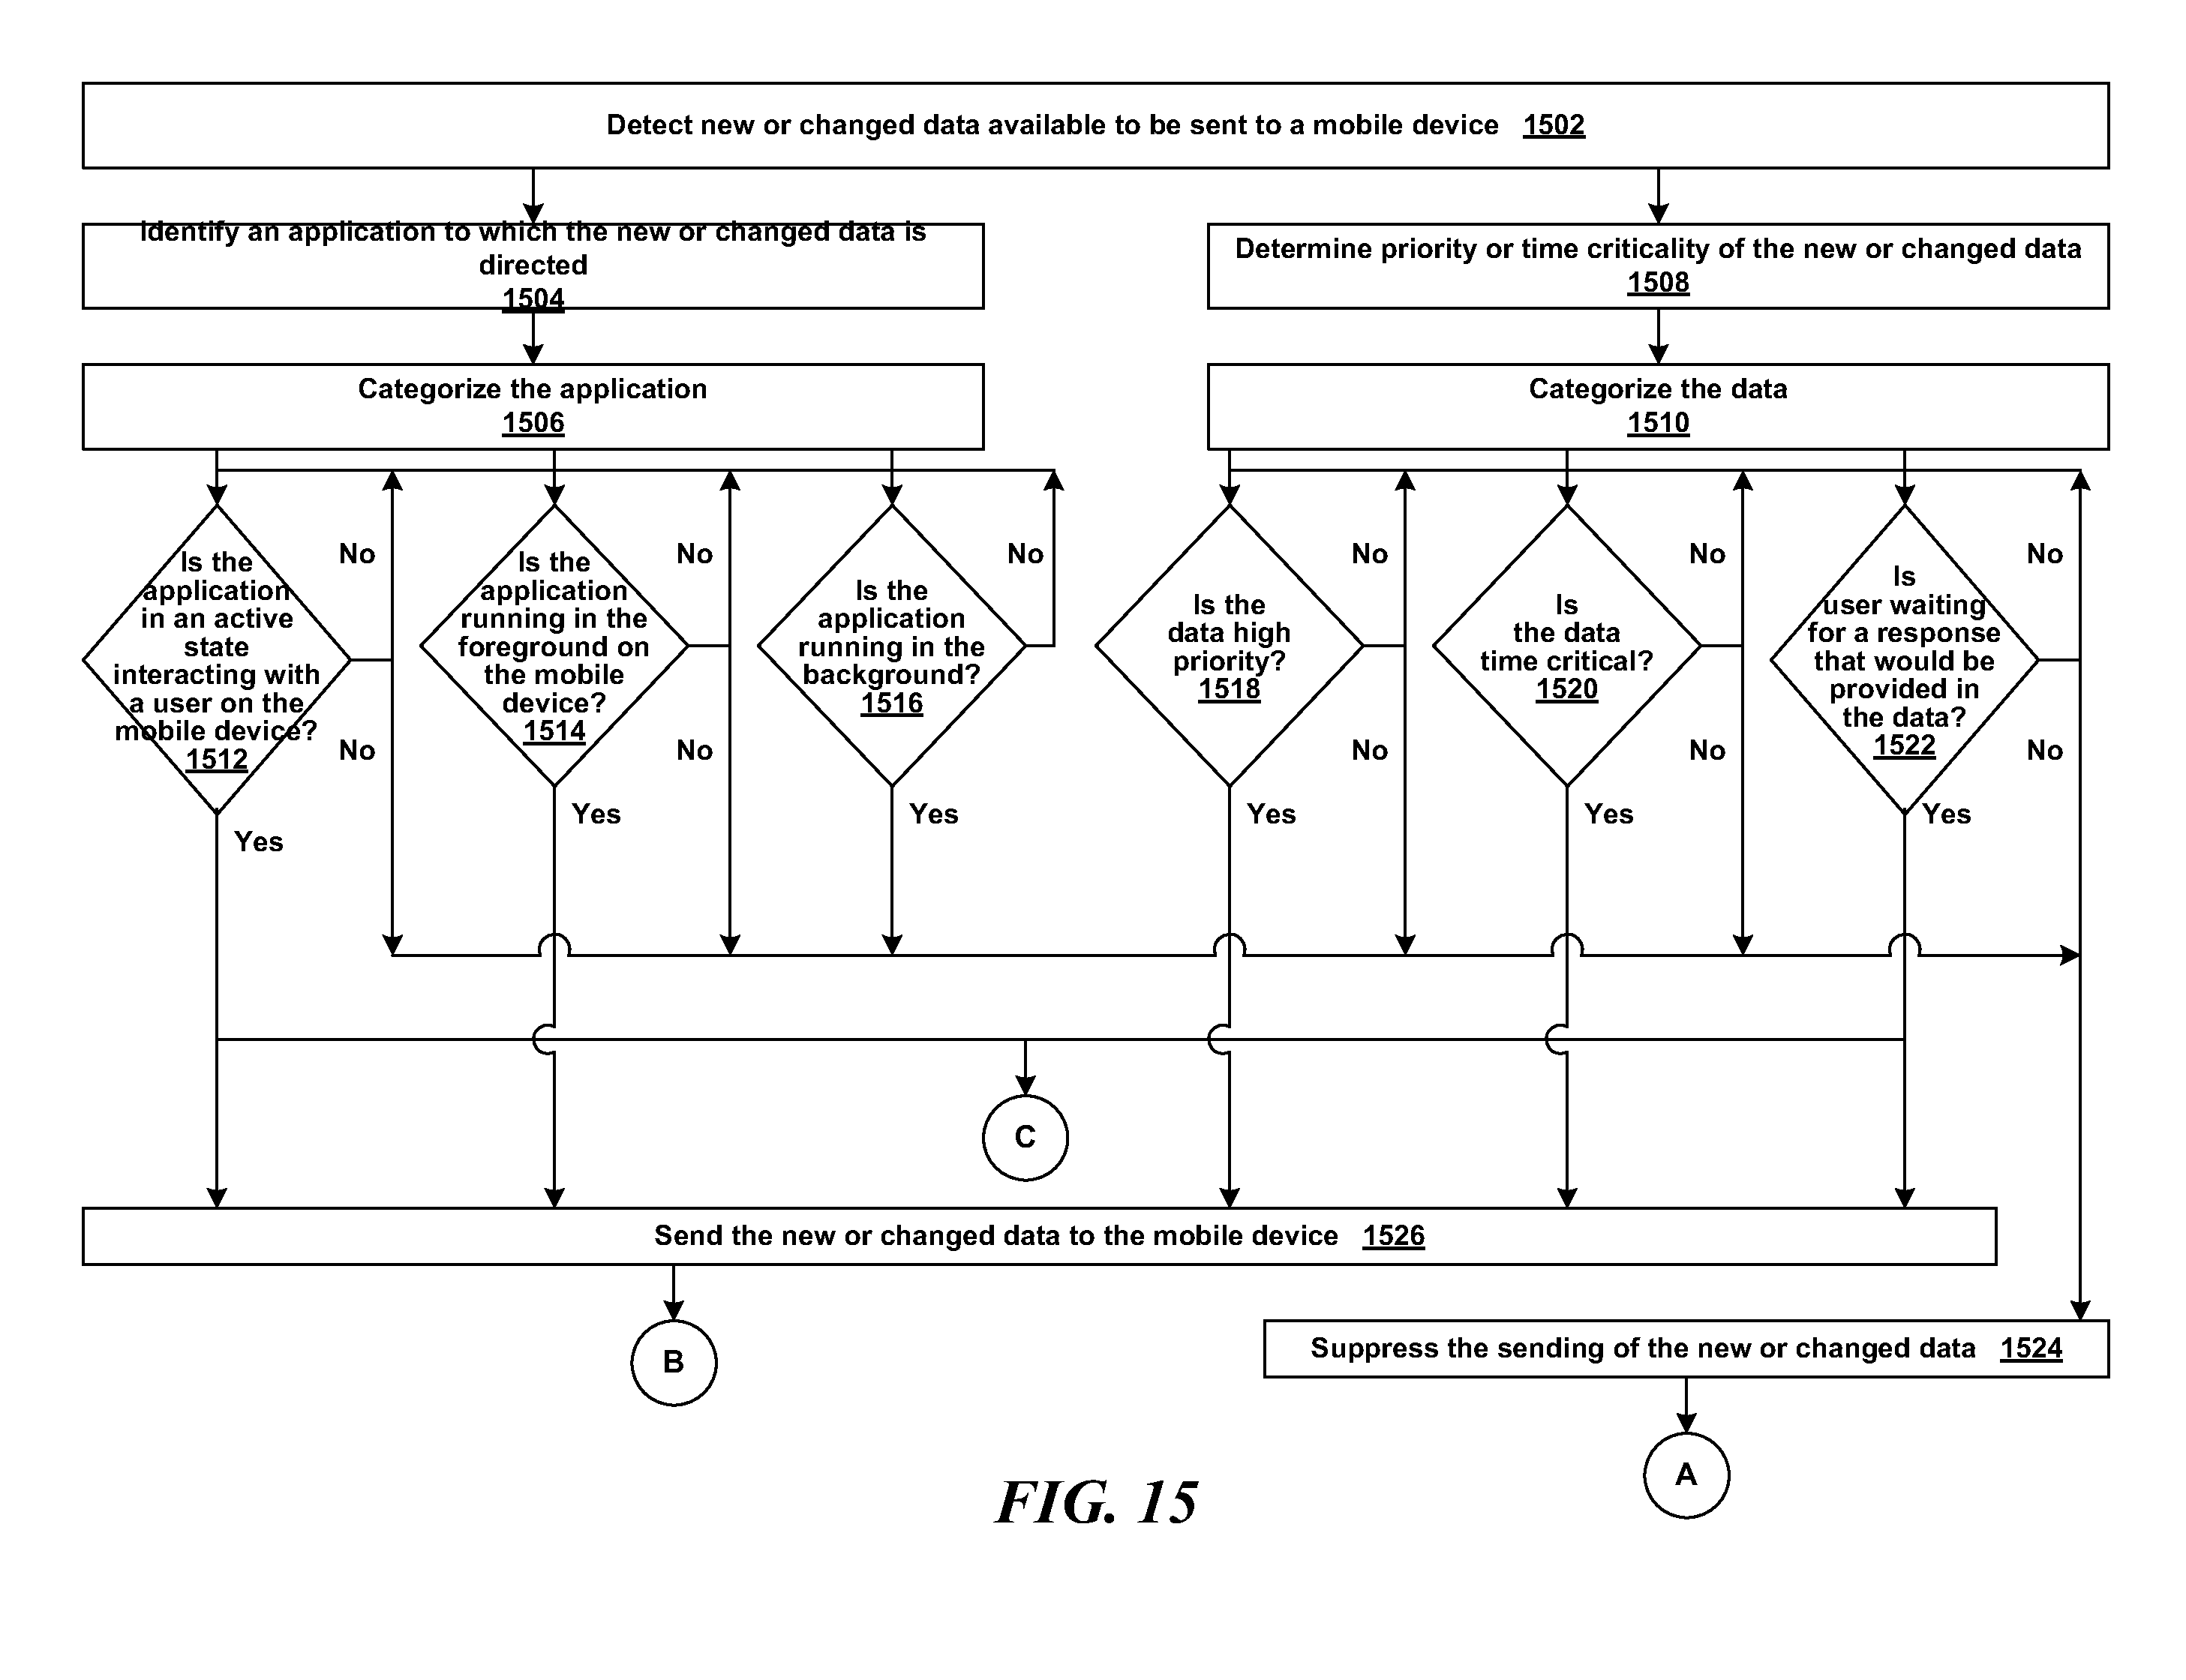 Detect new or changed data available to be sent to a mobile device 1502
Identify an application to which the new or changed data is
directed
1504
Determine priority or time criticality of the new or changed data
1508
Categorize the application
1506
Categorize the data
1510
Is the
application
in an active
state
interacting with
a user on the
mobile device?
1512
No
No
Yes
Is the
application
running in the
foreground on
the mobile
device?
1514
No
No
Yes
Is the
application
running in the
background?
1516
No
Yes
Is the
data high
priority?
1518
No
No
Yes
Is
the data
time critical?
1520
No
No
Yes
Is
user waiting
for a response
that would be
provided in
the data?
1522
No
No
Yes
C
Send the new or changed data to the mobile device 1526
B
Suppress the sending of the new or changed data 1524
A
FIG. 15